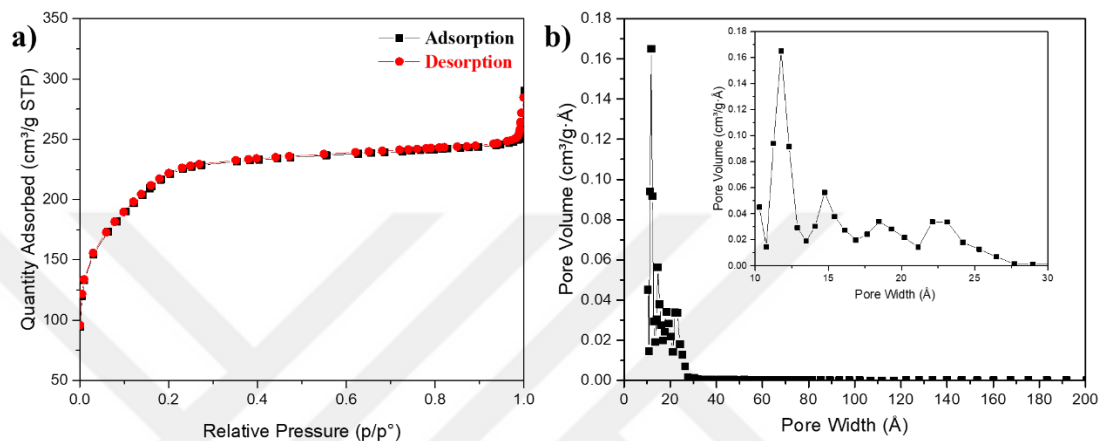 a)
350
300
250
200
150
100
50
Quantity Adsorbed (cm³/g STP)
Adsorption
Desorption
0.0 0.2 0.4 0.6 0.8 1.0
Relative Pressure (p/p°)
b)
0.18
0.16
0.14
0.12
0.10
0.08
0.06
0.04
0.02
0.00
Pore Volume (cm³/g·Å)
0 20 40 60 80 100 120 140 160 180 200
Pore Width (Å)
0.18
0.16
0.14
0.12
0.10
0.08
0.06
0.04
0.02
0.00
Pore Volume (cm³/g·Å)
10 15 20 25 30
Pore Width (Å)